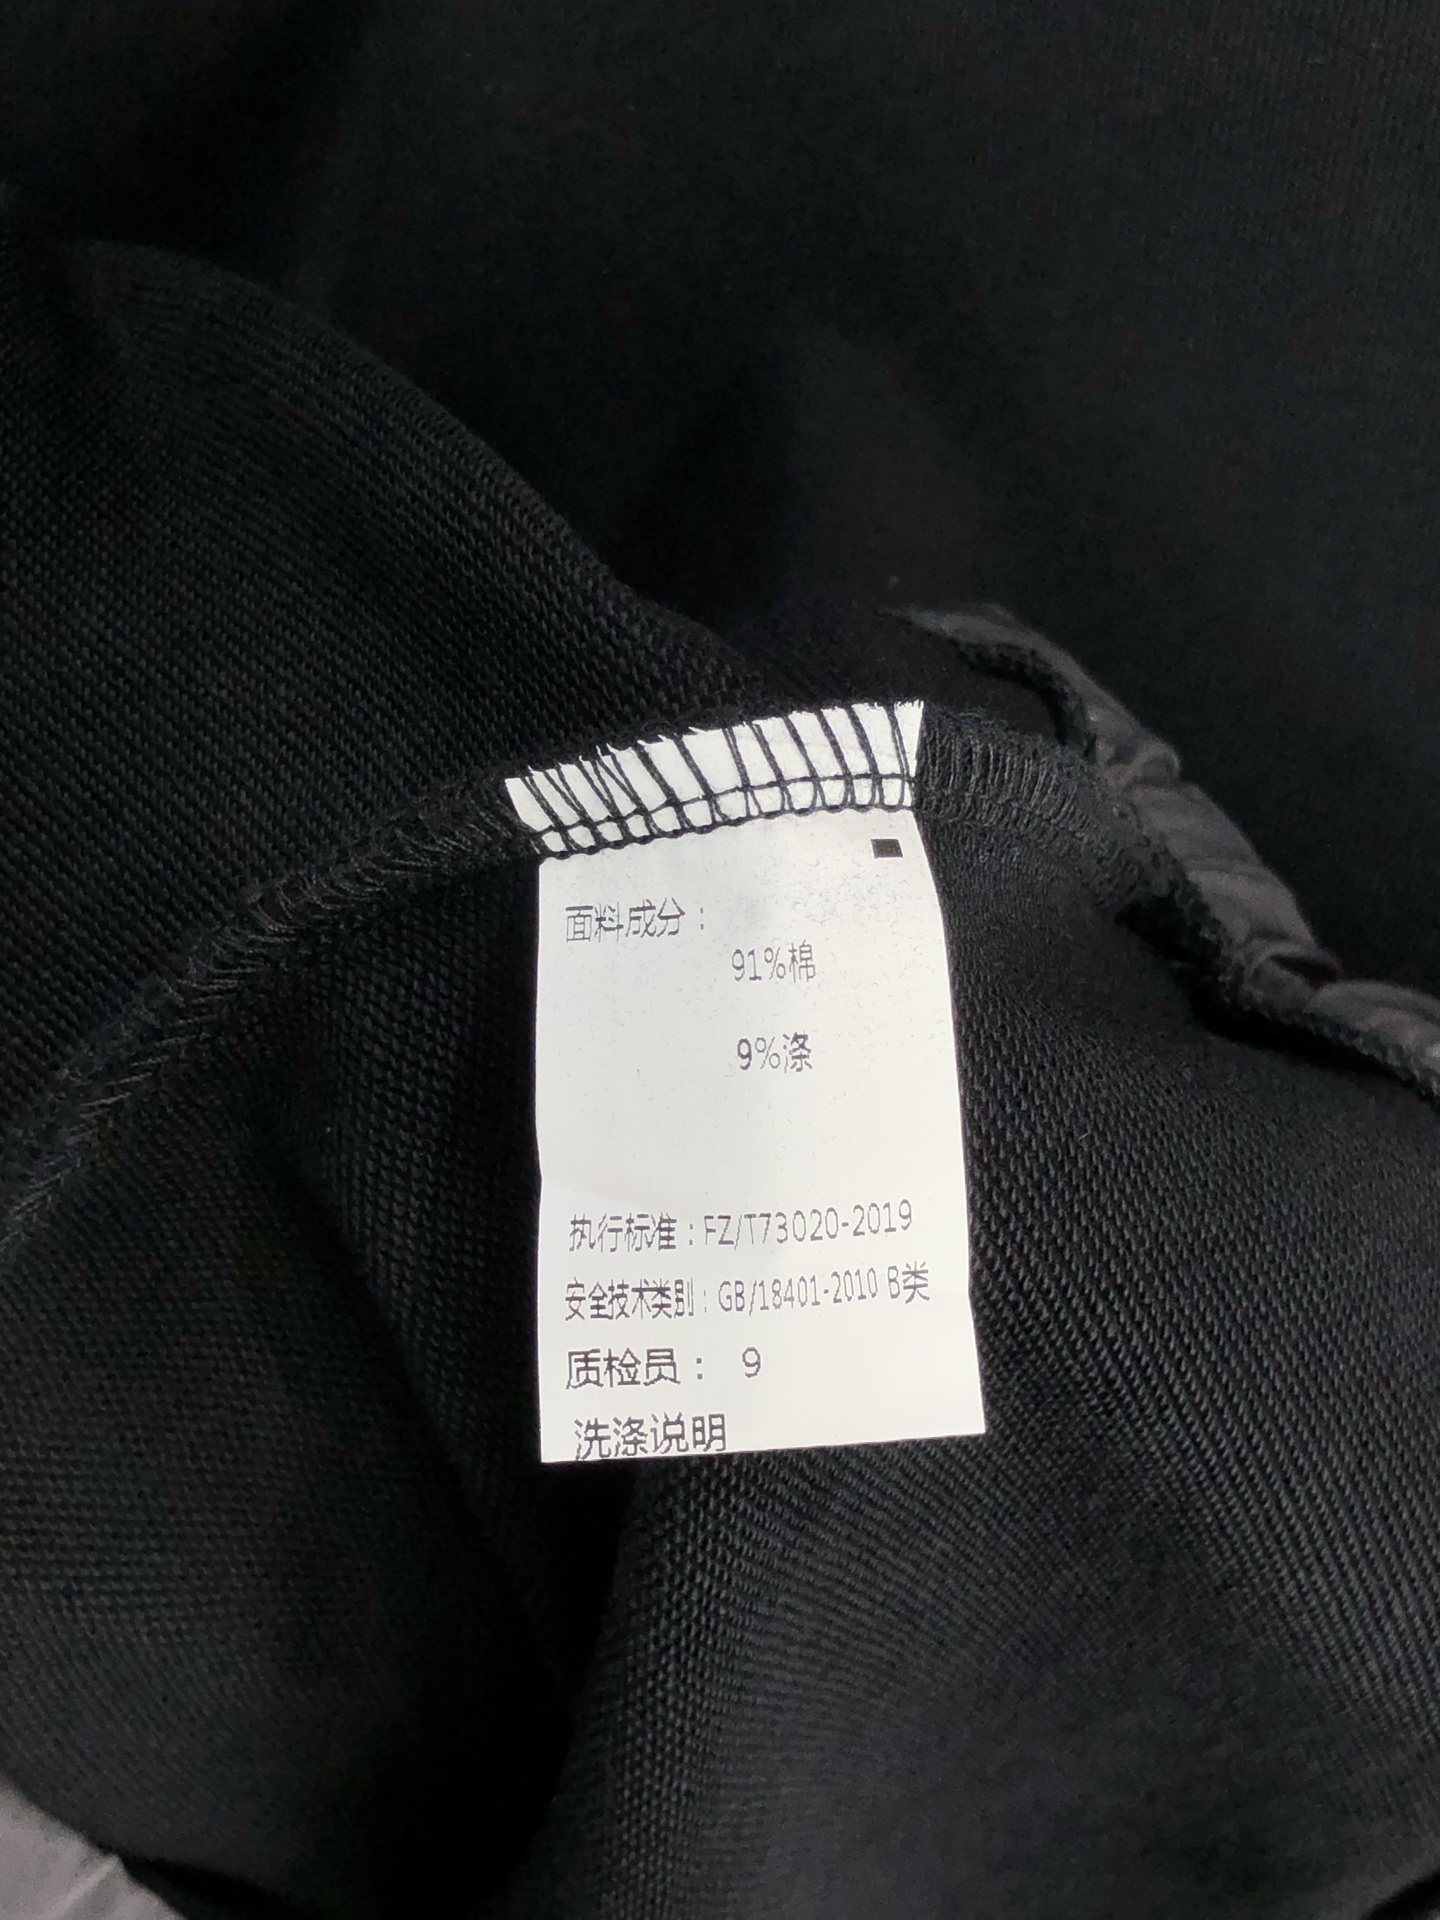 面料成分：
91%棉
9%涤
执行标准：FZ/T73020-2019
安全技术类别：GB/18401-2010 B类
质检员： 9
洗涤说明